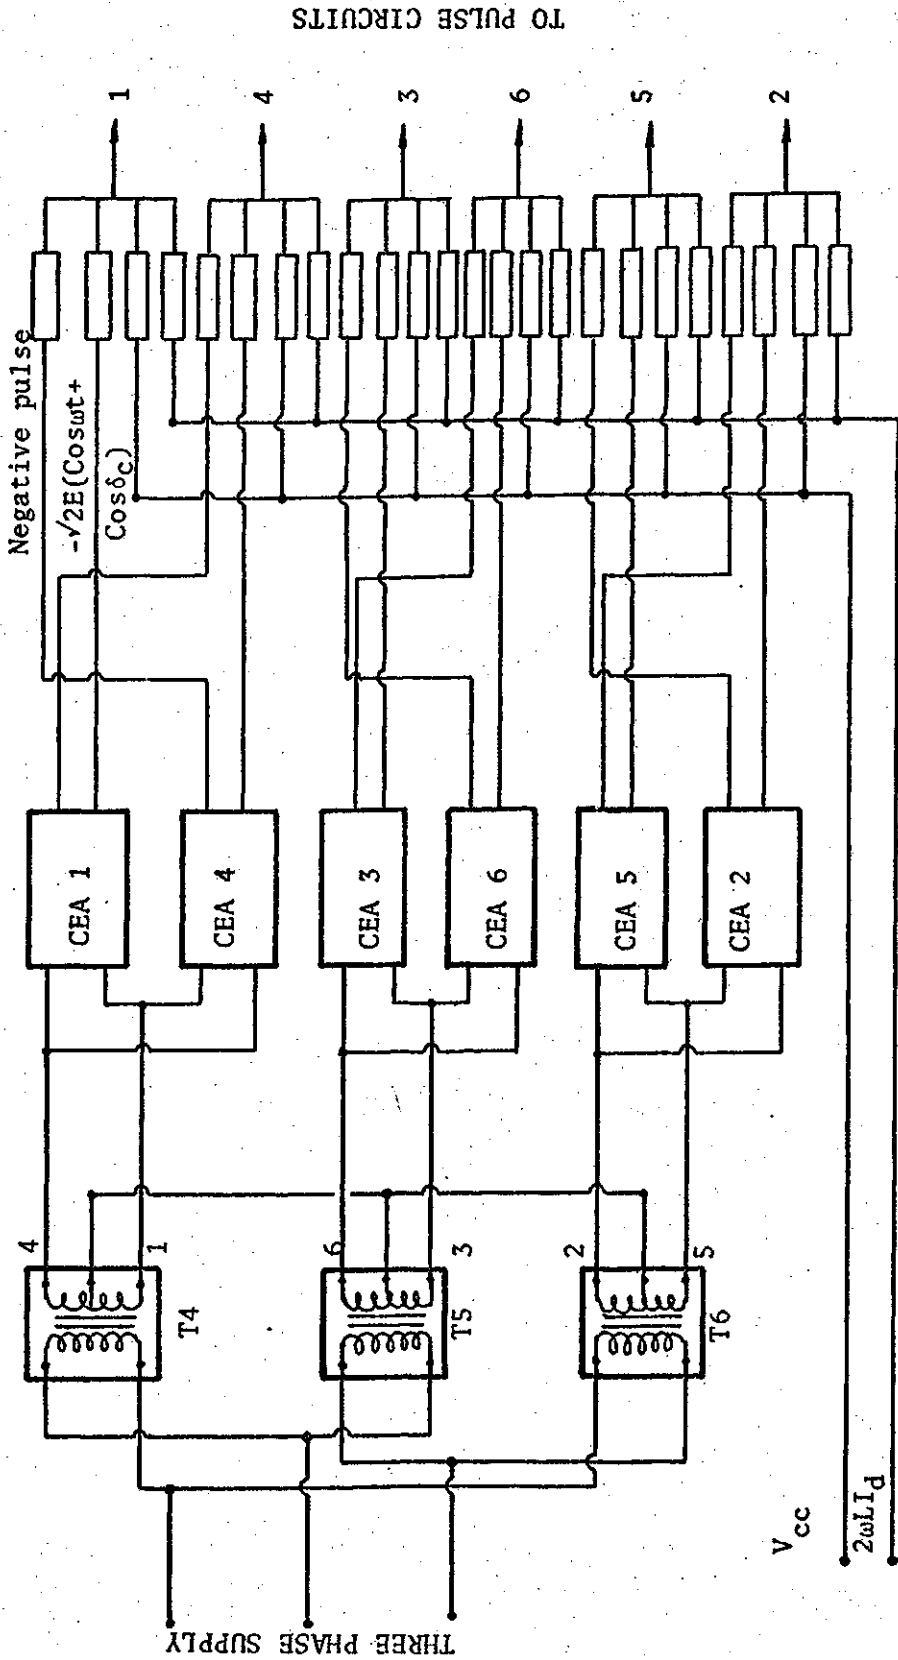 TO PULSE CIRCUITS
1
4
3
6
5
2
Negative pulse
-√2E(Cosωt+
Cosδc)
CEA 1
CEA 4
CEA 3
CEA 6
CEA 5
CEA 2
4
1
6
3
2
5
T4
T5
T6
Vcc
2ωLId
THREE PHASE SUPPLY